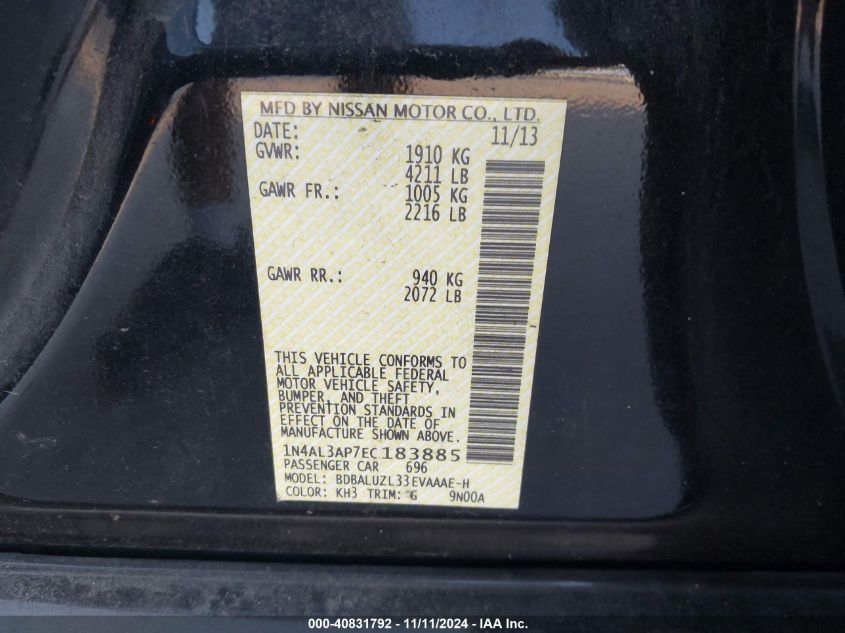 MFD BY NISSAN MOTOR CO., LTD.
DATE: 11/13
GVWR: 1910 KG
4211 LB
GAWR FR.: 1005 KG
2216 LB
GAWR RR.: 940 KG
2072 LB
THIS VEHICLE CONFORMS TO
ALL APPLICABLE FEDERAL
MOTOR VEHICLE SAFETY,
BUMPER, AND THEFT
PREVENTION STANDARDS IN
EFFECT ON THE DATE OF
MANUFACTURE SHOWN ABOVE.
1N4AL3AP7EC183885
PASSENGER CAR 696
MODEL: BDBALUZL33EVAAAE-H
COLOR: KH3 TRIM: G 9N00A
000-40831792 - 11/11/2024 - IAA Inc.